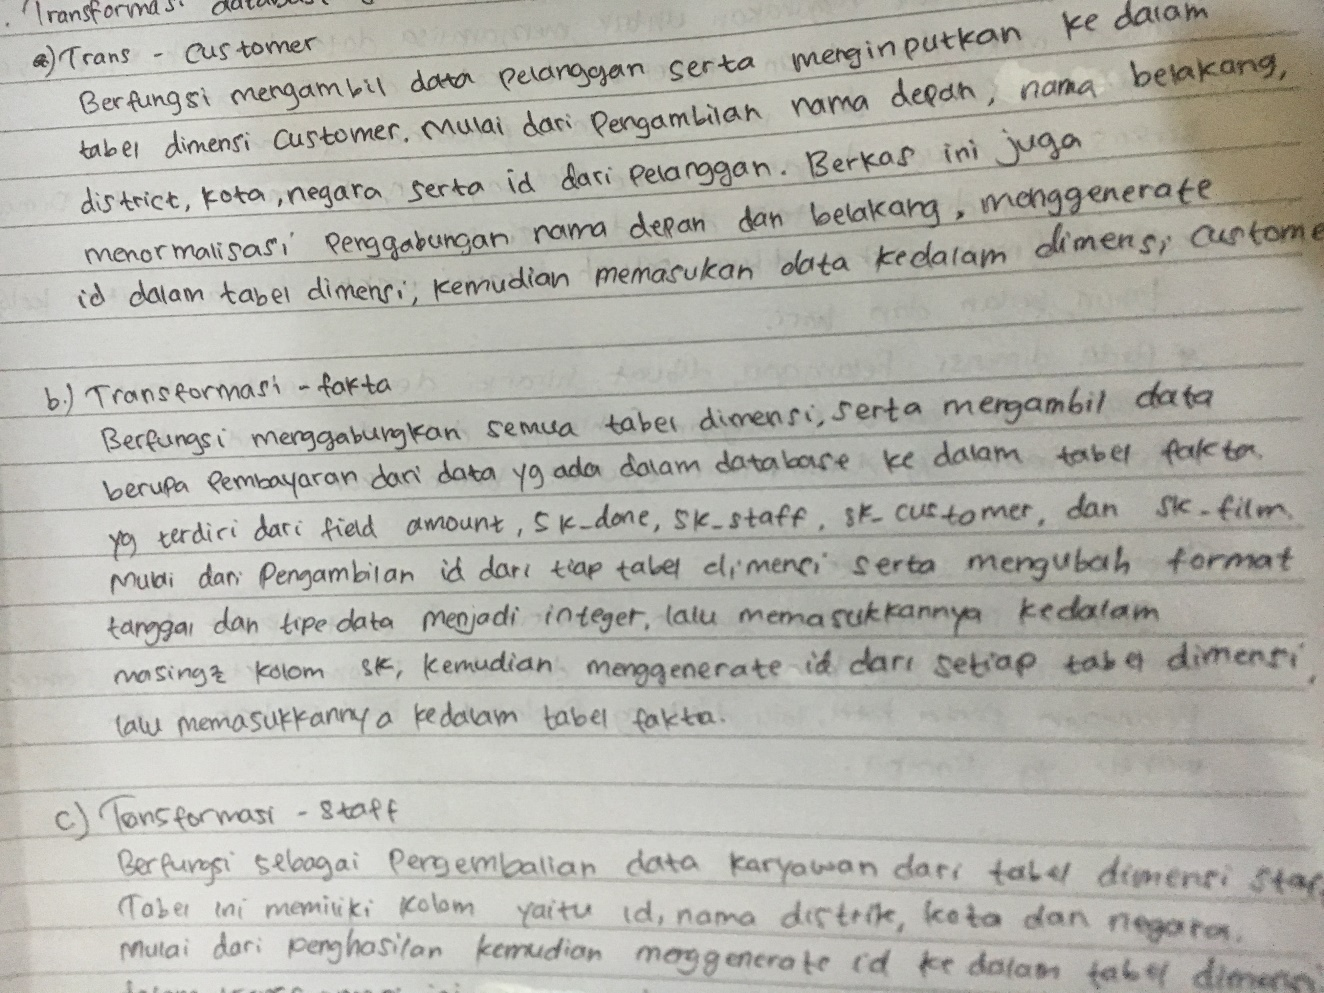 . Transformasi databas
a) Trans - Customer
Berfungsi mengambil data pelanggan serta menginputkan ke dalam
tabel dimensi customer. Mulai dari Pengambilan nama depan, nama belakang,
district, kota, negara serta id dari pelanggan. Berkas ini juga
menormalisasi penggabungan nama depan dan belakang, menggenerate
id dalam tabel dimensi, kemudian memasukan data kedalam dimensi custome
b.) Transformasi - fakta
Berfungsi menggabungkan semua tabel dimensi, serta mengambil data
berupa Pembayaran dari data yg ada dalam database ke dalam tabel fakta
yg terdiri dari field amount, sk_done, sk_staff, sk_customer, dan sk_film
Mulai dari Pengambilan id dari tiap tabel dimensi serta mengubah format
tanggal dan tipe data menjadi integer, lalu memasukkannya kedalam
masing2 kolom sk, kemudian menggenerate id dari setiap tabel dimensi,
lalu memasukkannya kedalam tabel fakta.
c) Tansformasi - Staff
Berfungsi sebagai Pengembalian data karyawan dari tabel dimensi staf
Tabel ini memiliki kolom yaitu id, nama distrik, kota dan negara.
Mulai dari penghasilan kemudian menggenerate id ke dalam tabel dimensi